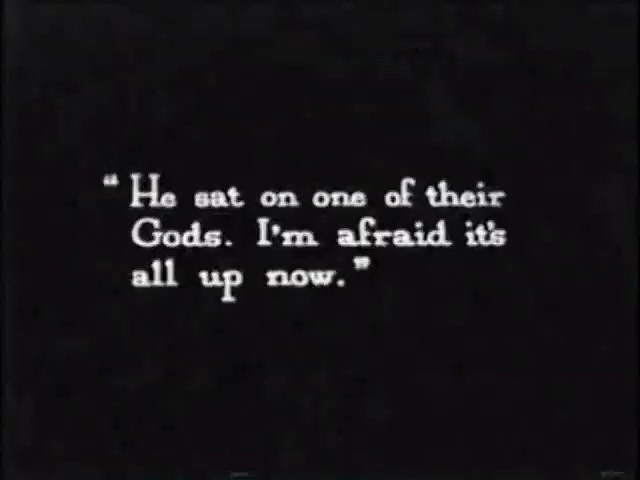 "He sat on one of their
Gods. I'm afraid it's
all up now."